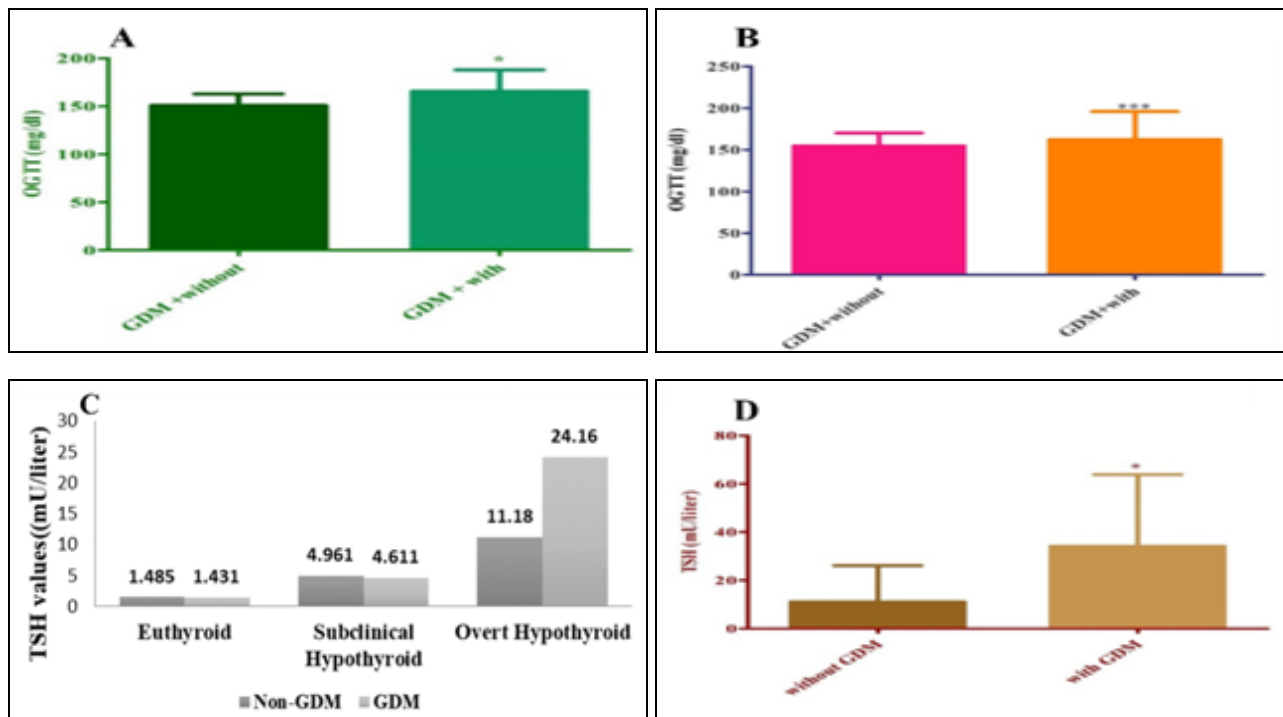 A
OGTT (mg/dl)
200
150
100
50
0
*
GDM +without
GDM + with
B
OGTT (mg/dl)
250
200
150
100
50
0
***
GDM+without
GDM+with
C
TSH values((mU/liter)
30
25
20
15
10
5
0
1.485
1.431
4.961
4.611
11.18
24.16
Euthyroid
Subclinical
Hypothyroid
Overt Hypothyroid
Non-GDM
GDM
D
TSH (mU/liter)
80
60
40
20
0
*
without GDM
with GDM